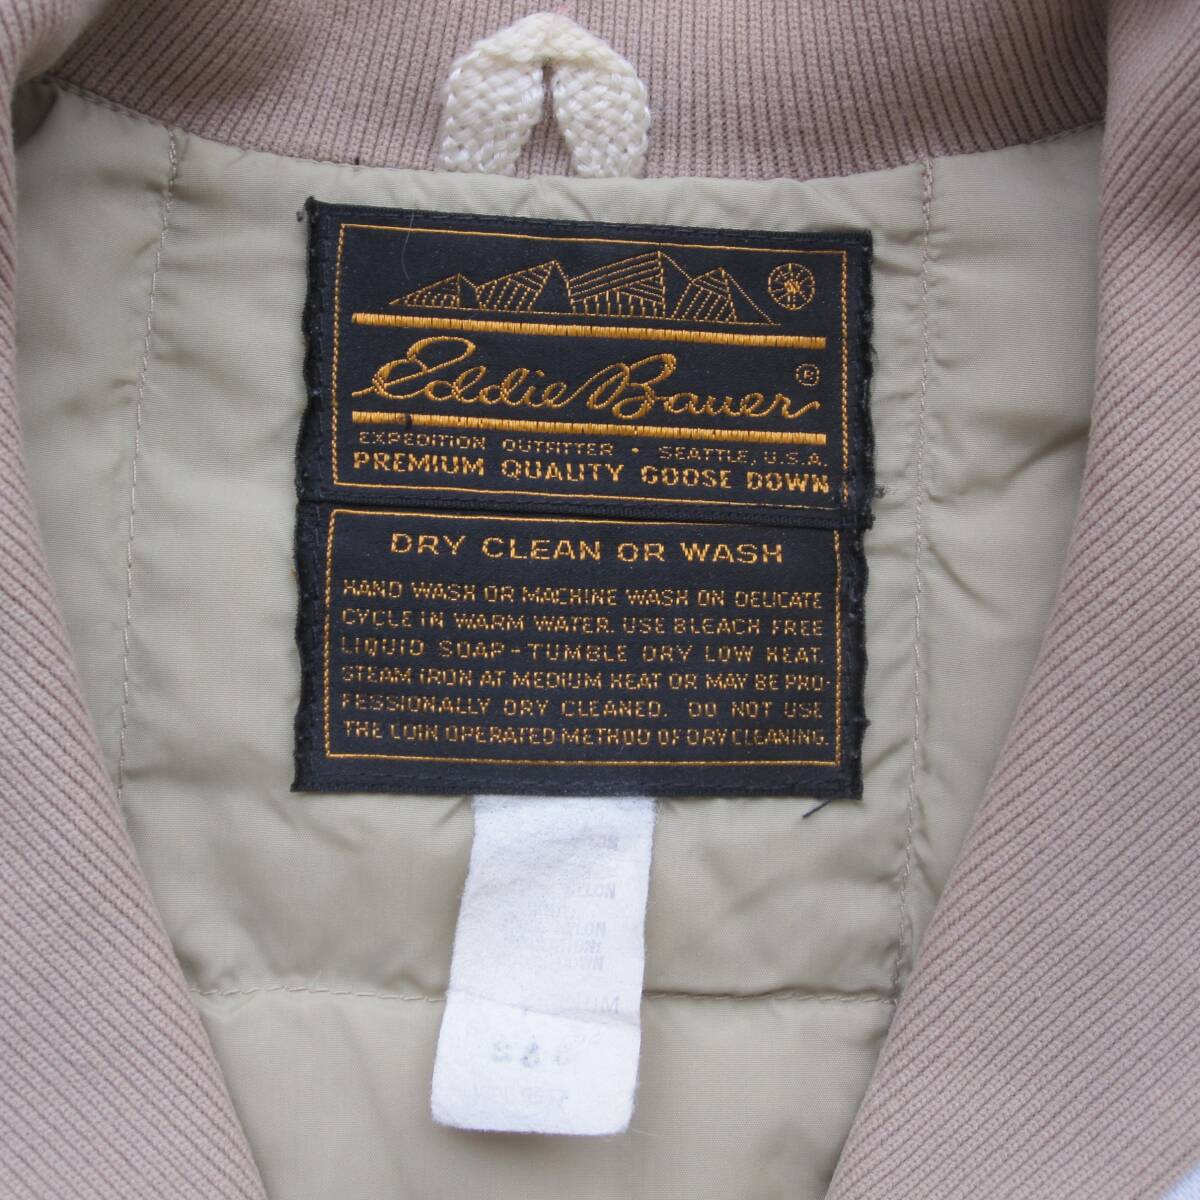 Eddie Bauer ®
EXPEDITION OUTFITTER • SEATTLE, U.S.A.
PREMIUM QUALITY GOOSE DOWN
DRY CLEAN OR WASH
HAND WASH OR MACHINE WASH ON DELICATE
CYCLE IN WARM WATER. USE BLEACH FREE
LIQUID SOAP - TUMBLE DRY LOW HEAT.
STEAM IRON AT MEDIUM HEAT OR MAY BE PRO-
FESSIONALLY DRY CLEANED. DO NOT USE
THE COIN OPERATED METHOD OF DRY CLEANING.